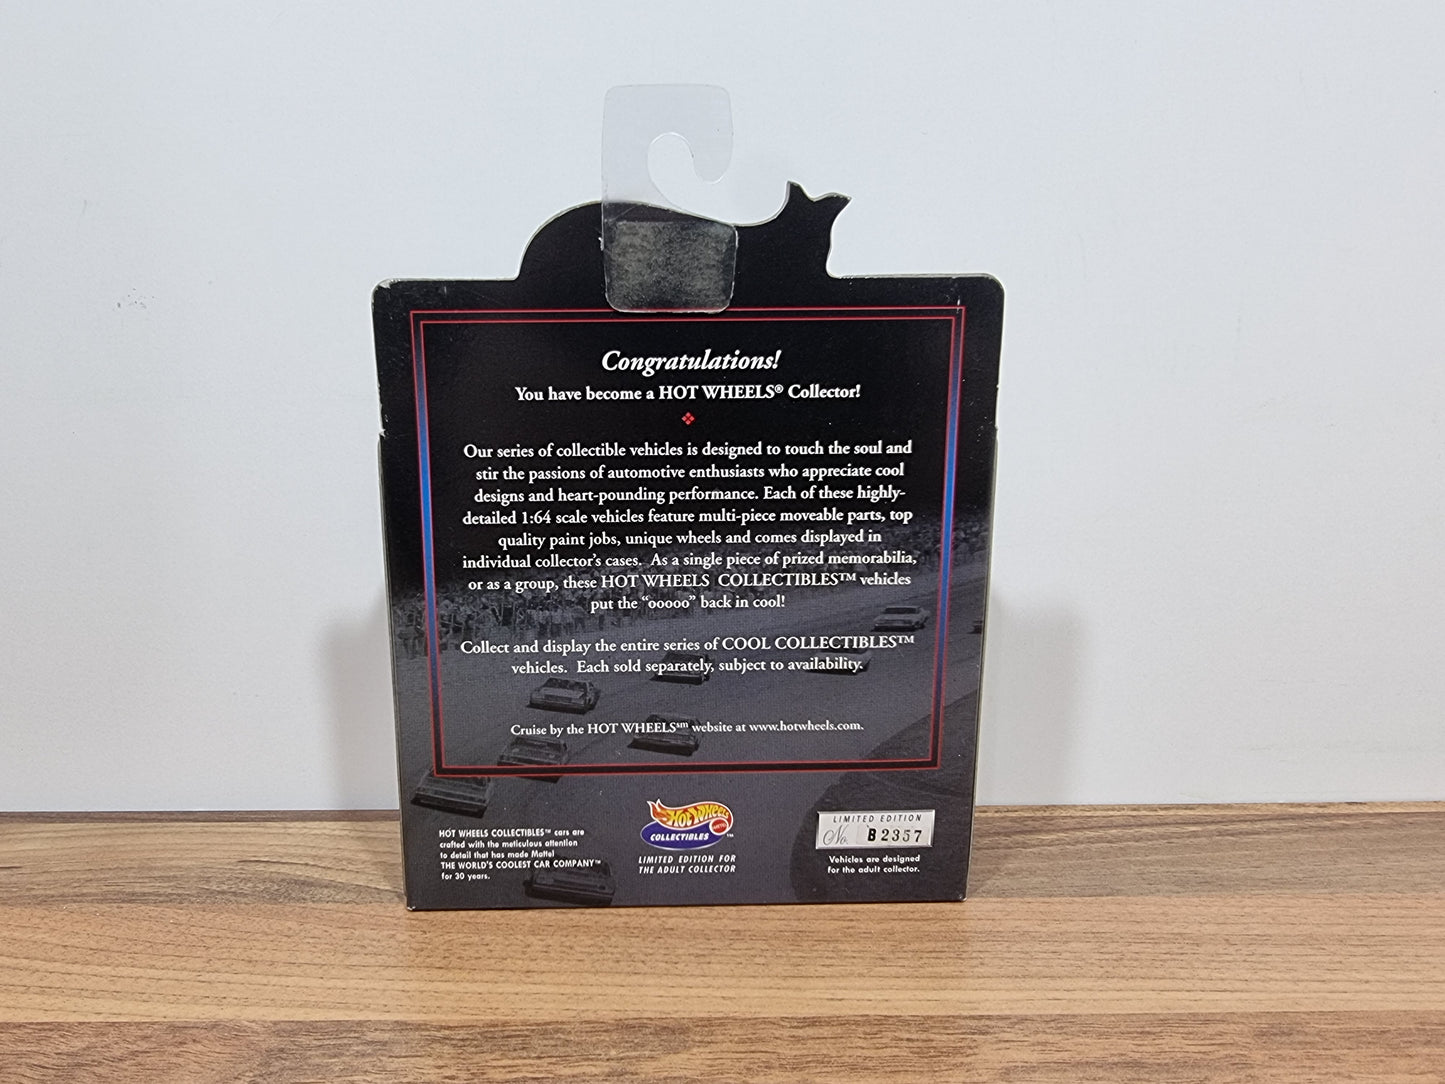 Congratulations!
You have become a HOT WHEELS® Collector!
Our series of collectible vehicles is designed to touch the soul and
stir the passions of automotive enthusiasts who appreciate cool
designs and heart-pounding performance. Each of these highly-
detailed 1:64 scale vehicles feature multi-piece moveable parts, top
quality paint jobs, unique wheels and comes displayed in
individual collector's cases. As a single piece of prized memorabilia,
or as a group, these HOT WHEELS COLLECTIBLES™ vehicles
put the “ooooo” back in cool!
Collect and display the entire series of COOL COLLECTIBLES™
vehicles. Each sold separately, subject to availability.
Cruise by the HOT WHEELS℠ website at www.hotwheels.com.
HOT WHEELS COLLECTIBLES™ cars are
crafted with the meticulous attention
to detail that has made Mattel
THE WORLD'S COOLEST CAR COMPANY™
for 30 years.
Hot Wheels
COLLECTIBLES™
LIMITED EDITION FOR
THE ADULT COLLECTOR
LIMITED EDITION
No. B 2357
Vehicles are designed
for the adult collector.